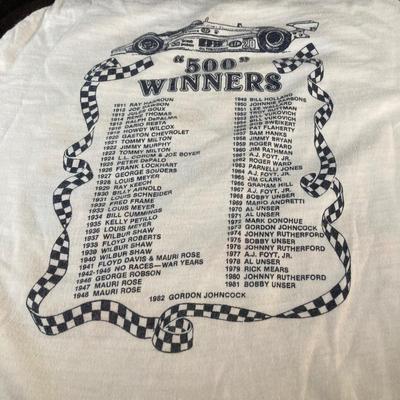 "500"
WINNERS
1911 RAY HARROUN
1912 JOE DAWSON
1913 JULES GOUX
1914 RENE THOMAS
1915 RALPH DePALMA
1916 DARIO RESTA
1919 HOWDY WILCOX
1920 GASTON CHEVROLET
1921 TOMMY MILTON
1922 JIMMY MURPHY
1923 TOMMY MILTON
1924 L.L. CORUM & JOE BOYER
1925 PETER DePALO
1926 FRANK LOCKHART
1927 GEORGE SOUDERS
1928 LOUIS MEYER
1929 RAY KEECH
1930 BILLY ARNOLD
1931 LOUIS SCHNEIDER
1932 FRED FRAME
1933 LOUIS MEYER
1934 BILL CUMMINGS
1935 KELLY PETILLO
1936 LOUIS MEYER
1937 WILBUR SHAW
1938 FLOYD ROBERTS
1939 WILBUR SHAW
1940 WILBUR SHAW
1941 FLOYD DAVIS & MAURI ROSE
1942-1945 NO RACES—WAR YEARS
1946 GEORGE ROBSON
1947 MAURI ROSE
1948 MAURI ROSE
1949 BILL HOLLAND
1950 JOHNNIE
1951 LEE
1953 BILL VUKOVICH
1954 BILL VUKOVICH
1955 BOB SWEIKERT
1956 PAT FLAHERTY
1957 SAM HANKS
1958 JIMMY BRYAN
1959 ROGER WARD
1960 JIM RATHMAN
1961 A.J. FOYT, JR.
1962 ROGER WARD
1963 PARNELLI JONES
1964 A.J. FOYT, JR.
1965 JIM CLARK
1966 GRAHAM HILL
1967 A.J. FOYT, JR.
1968 BOBBY UNSER
1969 MARIO ANDRETTI
1970 AL UNSER
1971 AL UNSER
1972 MARK DONOHUE
1973 GORDON JOHNCOCK
1974 JOHNNY RUTHERFORD
1975 BOBBY UNSER
1976 JOHNNY RUTHERFORD
1977 A.J. FOYT, JR.
1978 AL UNSER
1979 RICK MEARS
1980 JOHNNY RUTHERFORD
1981 BOBBY UNSER
1982 GORDON JOHNCOCK